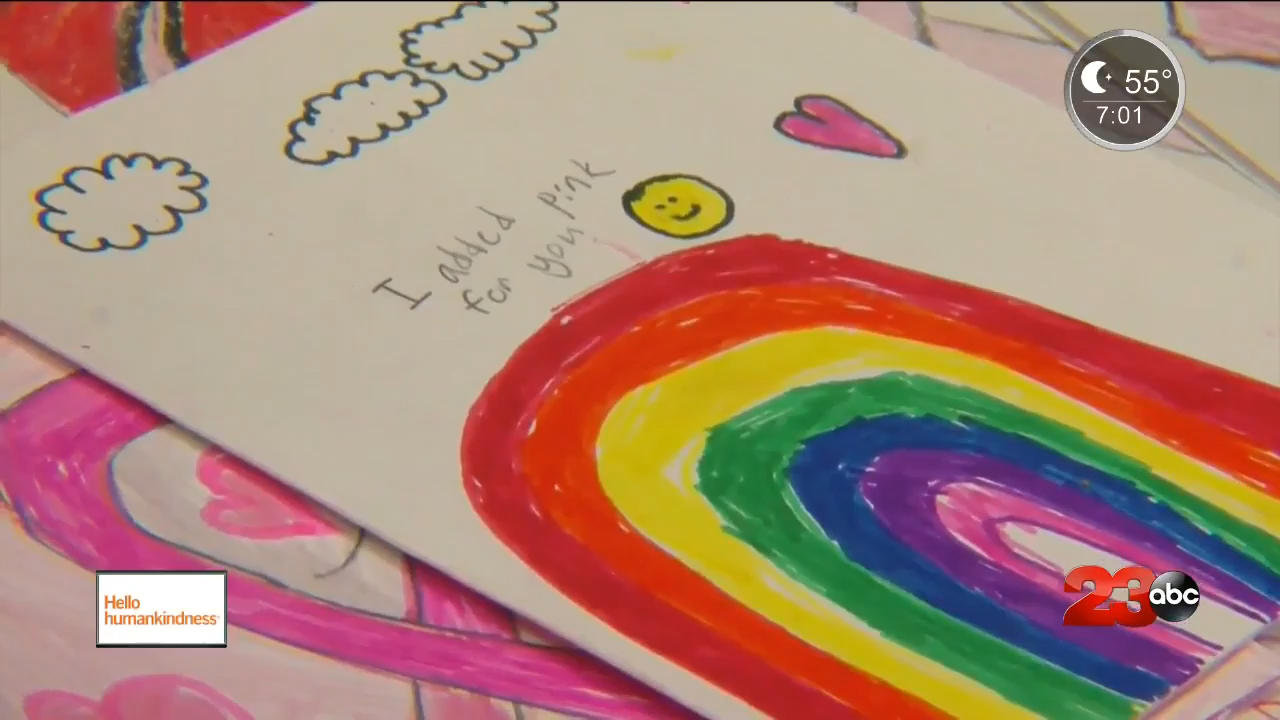 55°
7:01
I added pink
for you
Hello
humankindness
23 abc